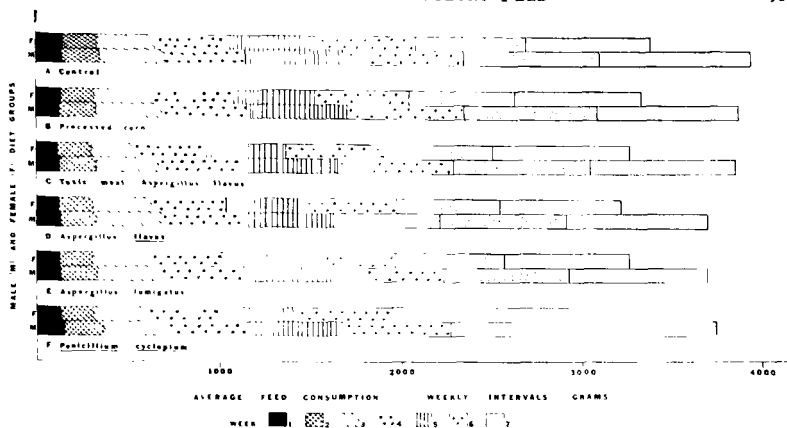 F
M
A Control
F
M
B Processed corn
F
M
C Toxic meat Aspergillus flavus
F
M
D Aspergillus flavus
F
M
E Aspergillus fumigatus
F
M
F Penicillium cyclopium
MALE (M) AND FEMALE (F) DIET GROUPS
1000 2000 3000 4000
AVERAGE FEED CONSUMPTION WEEKLY INTERVALS GRAMS
WEEK 1 2 3 4 5 6 7